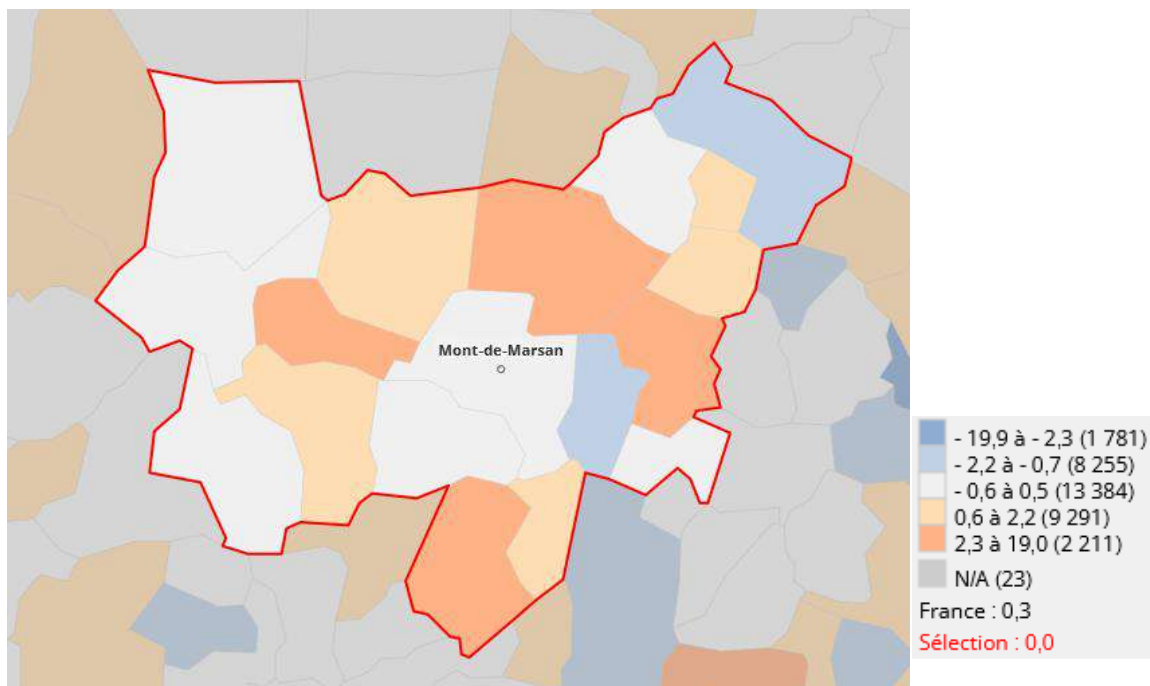 Mont-de-Marsan
- 19,9 à - 2,3 (1 781)
- 2,2 à - 0,7 (8 255)
- 0,6 à 0,5 (13 384)
0,6 à 2,2 (9 291)
2,3 à 19,0 (2 211)
N/A (23)
France : 0,3
Sélection : 0,0